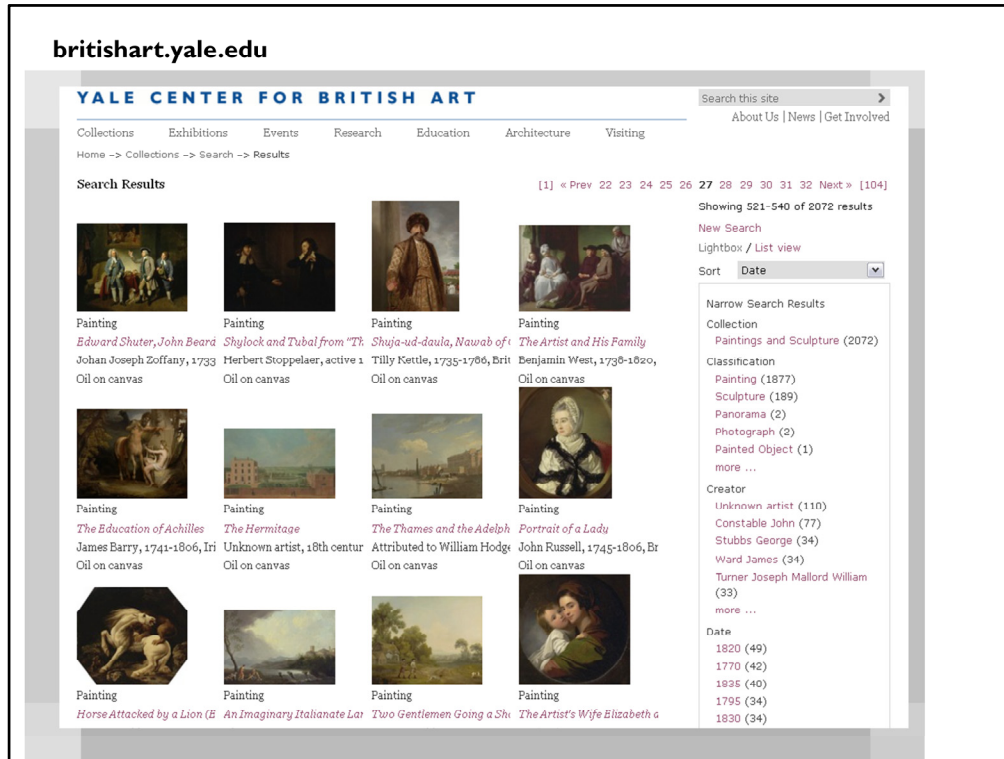 britishart.yale.edu
YALE CENTER FOR BRITISH ART
Search this site
About Us | News | Get Involved
Collections Exhibitions Events Research Education Architecture Visiting
Home -> Collections -> Search -> Results
Search Results
[1] « Prev 22 23 24 25 26 27 28 29 30 31 32 Next » [104]
Showing 521-540 of 2072 results
New Search
Lightbox / List view
Sort Date
Painting Painting Painting Painting
Edward Shuter, John Beard Shylock and Tubal from "Th Shuja-ud-daula, Nawab of The Artist and His Family
Johan Joseph Zoffany, 1733 Herbert Stoppelaer, active 1 Tilly Kettle, 1735-1786, Brit Benjamin West, 1738-1820,
Oil on canvas Oil on canvas Oil on canvas Oil on canvas
Painting Painting Painting Painting
The Education of Achilles The Hermitage The Thames and the Adelph Portrait of a Lady
James Barry, 1741-1806, Iri Unknown artist, 18th centur Attributed to William Hodge John Russell, 1745-1806, Br
Oil on canvas Oil on canvas Oil on canvas Oil on canvas
Painting Painting Painting Painting
Horse Attacked by a Lion (E An Imaginary Italianate Lan Two Gentlemen Going a Sho The Artist's Wife Elizabeth a
Narrow Search Results
Collection
Paintings and Sculpture (2072)
Classification
Painting (1877)
Sculpture (189)
Panorama (2)
Photograph (2)
Painted Object (1)
more ...
Creator
Unknown artist (110)
Constable John (77)
Stubbs George (34)
Ward James (34)
Turner Joseph Mallord William
(33)
more ...
Date
1820 (49)
1770 (42)
1835 (40)
1795 (34)
1830 (34)